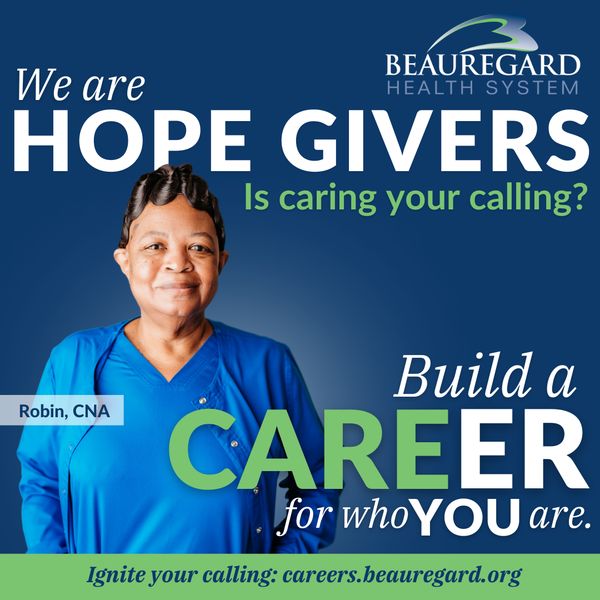 BEAUREGARD
HEALTH SYSTEM
We are
HOPE GIVERS
Is caring your calling?
Robin, CNA
Build a
CAREER
for who YOU are.
Ignite your calling: careers.beauregard.org